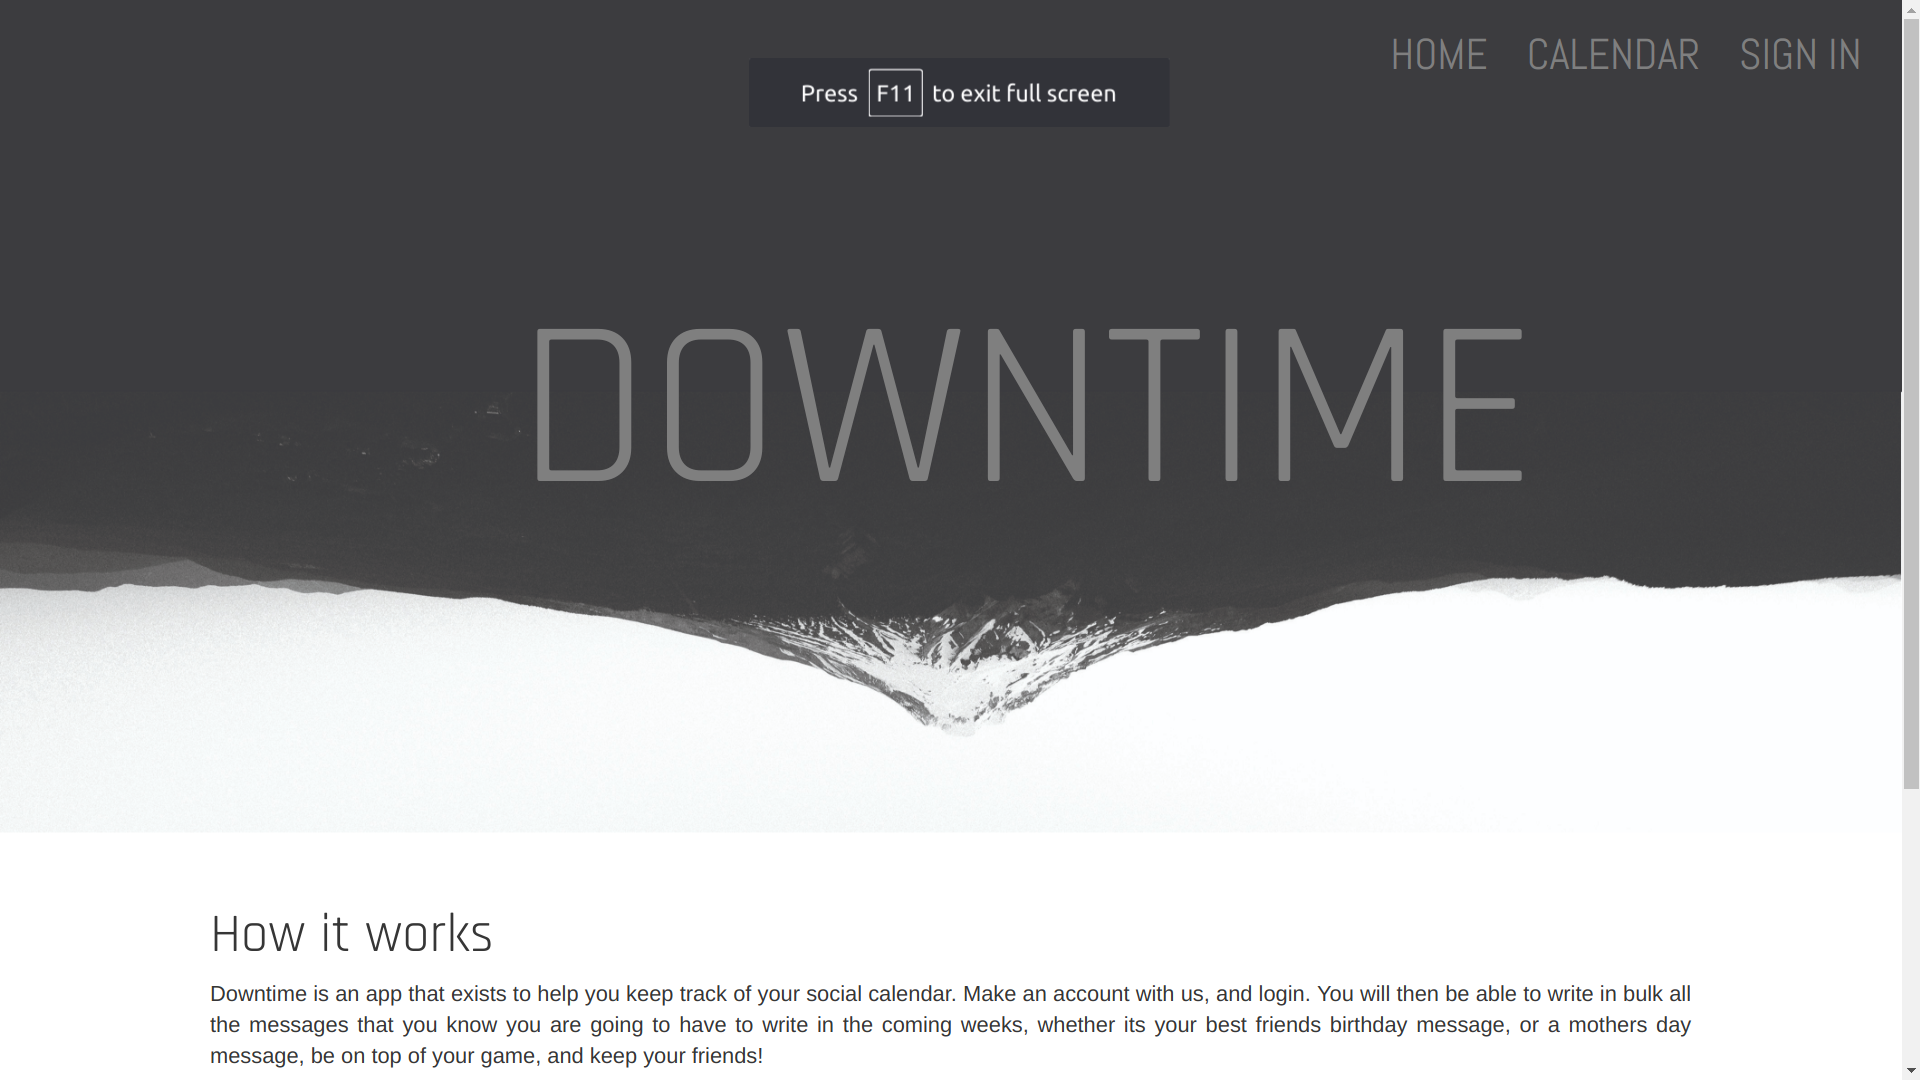 HOME CALENDAR SIGN IN
Press F11 to exit full screen
DOWNTIME
How it works
Downtime is an app that exists to help you keep track of your social calendar. Make an account with us, and login. You will then be able to write in bulk all
the messages that you know you are going to have to write in the coming weeks, whether its your best friends birthday message, or a mothers day
message, be on top of your game, and keep your friends!